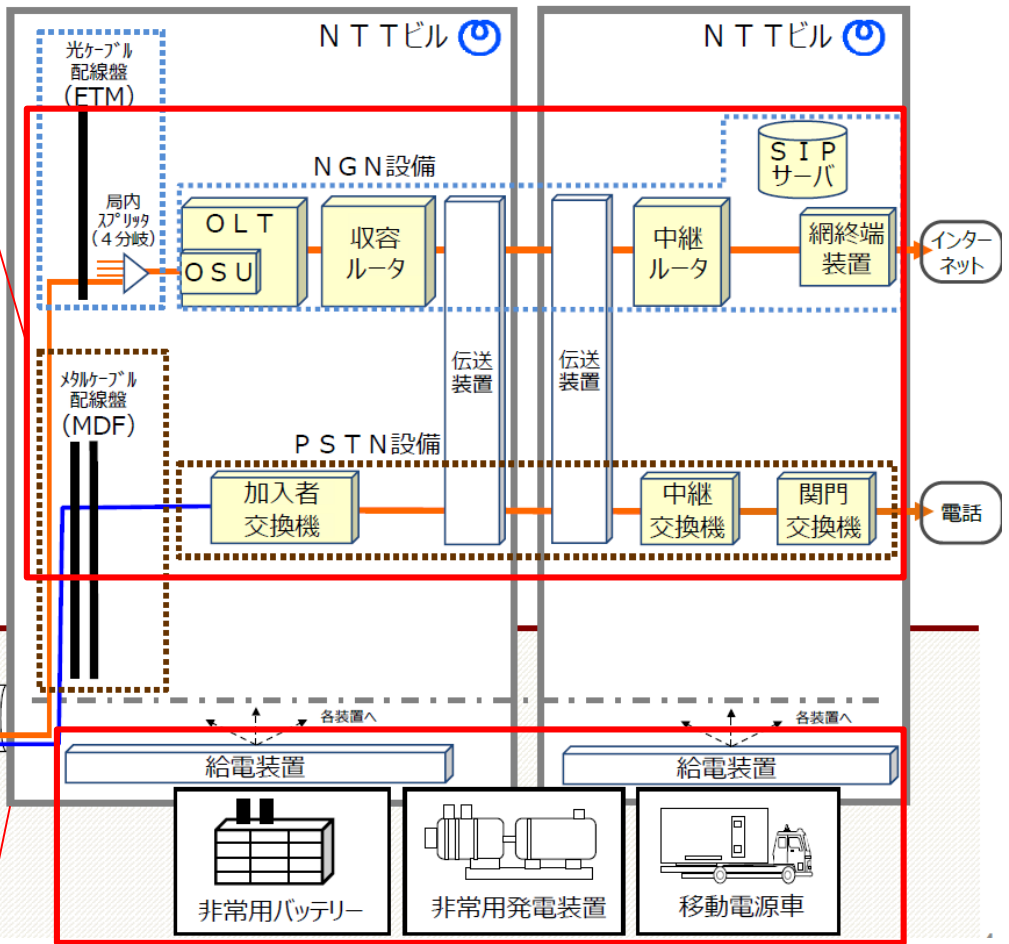 ＮＴＴビル
ＮＴＴビル
光ｹｰﾌﾞﾙ
配線盤
(ETM)
局内
ｽﾌﾟﾘｯﾀ
(４分岐)
ＮＧＮ設備
ＯＬＴ
ＯＳＵ
収容
ルータ
中継
ルータ
ＳＩＰ
サーバ
網終端
装置
インター
ネット
伝送
装置
伝送
装置
ﾒﾀﾙｹｰﾌﾞﾙ
配線盤
(MDF)
ＰＳＴＮ設備
加入者
交換機
中継
交換機
関門
交換機
電話
各装置へ
各装置へ
給電装置
給電装置
非常用バッテリー
非常用発電装置
移動電源車